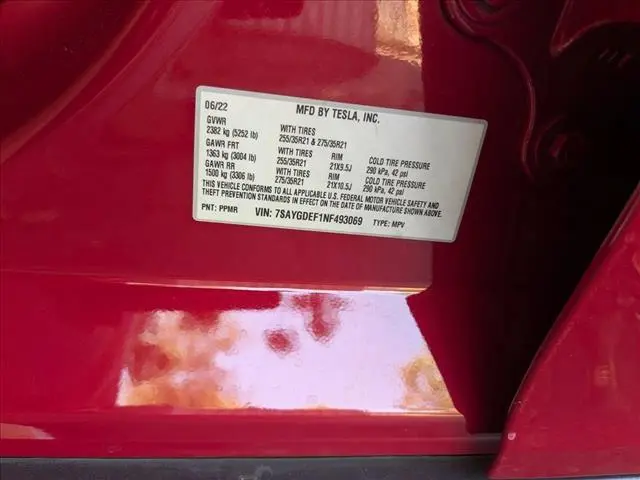 06/22 MFD BY TESLA, INC.
GVWR
2382 kg (5252 lb) WITH TIRES 255/35R21 & 275/35R21
GAWR FRT WITH TIRES RIM COLD TIRE PRESSURE
1363 kg (3004 lb) 255/35R21 21X9.5J 290 kPa, 42 psi
GAWR RR WITH TIRES RIM COLD TIRE PRESSURE
1500 kg (3306 lb) 275/35R21 21X10.5J 290 kPa, 42 psi
THIS VEHICLE CONFORMS TO ALL APPLICABLE U.S. FEDERAL MOTOR VEHICLE SAFETY AND
THEFT PREVENTION STANDARDS IN EFFECT ON THE DATE OF MANUFACTURE SHOWN ABOVE.
PNT: PPMR VIN: 7SAYGDEF1NF493069 TYPE: MPV